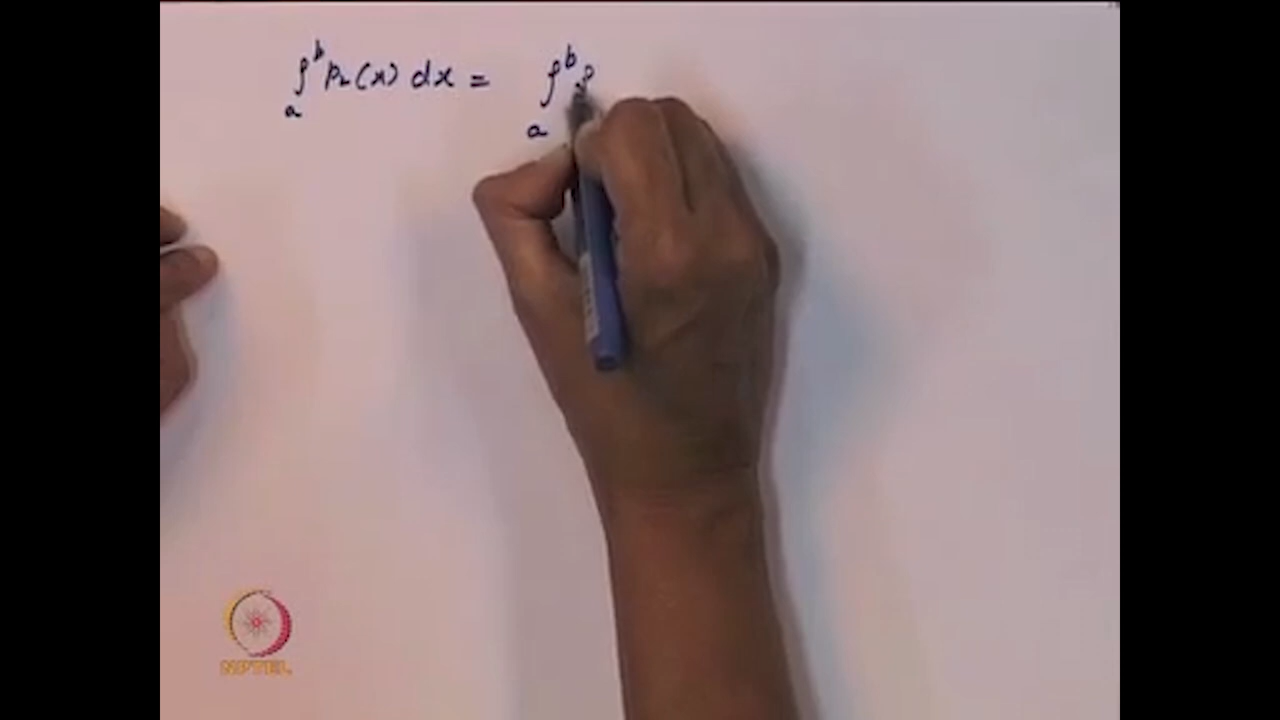 ∫_a^b p₂(x) dx = ∫_a^b
NPTEL